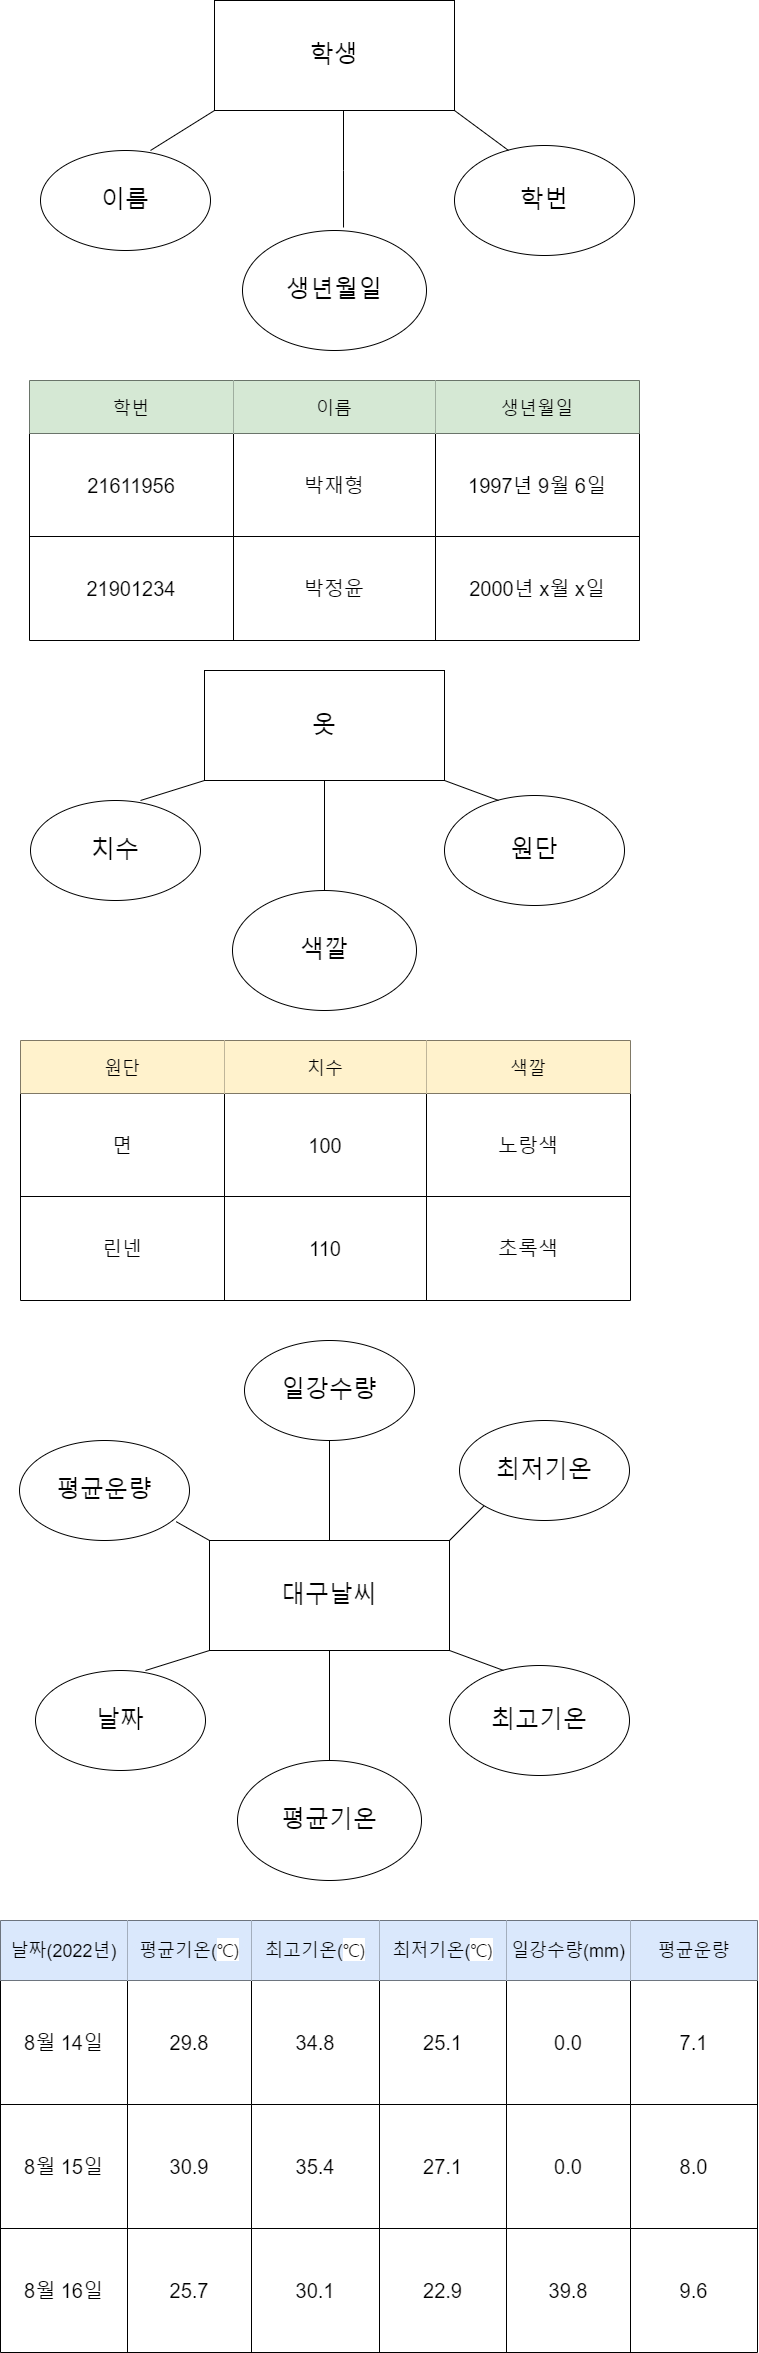 학생
이름
학번
생년월일
학번 이름 생년월일
21611956 박재형 1997년 9월 6일
21901234 박정윤 2000년 x월 x일
옷
치수
원단
색깔
원단 치수 색깔
면 100 노랑색
린넨 110 초록색
일강수량
최저기온
평균운량
대구날씨
날짜
최고기온
평균기온
날짜(2022년) 평균기온(℃) 최고기온(℃) 최저기온(℃) 일강수량(mm) 평균운량
8월 14일 29.8 34.8 25.1 0.0 7.1
8월 15일 30.9 35.4 27.1 0.0 8.0
8월 16일 25.7 30.1 22.9 39.8 9.6